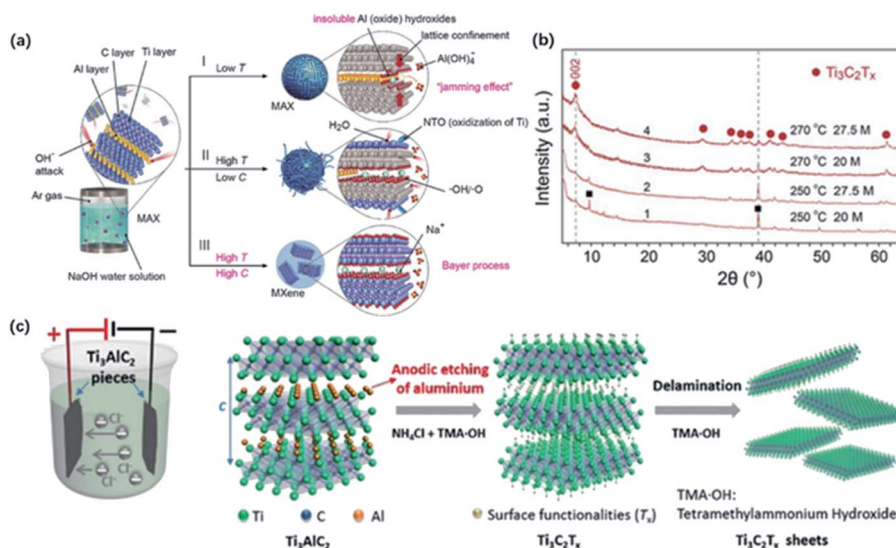 (a)
C layer
Ti layer
Al layer
OH⁻
attack
Ar gas
MAX
NaOH water solution
I
Low T
MAX
insoluble Al (oxide) hydroxides
lattice confinement
Al(OH)₄⁻
"jamming effect"
II
High T
Low C
H₂O
NTO (oxidization of Ti)
-OH/-O
III
High T
High C
MXene
Na⁺
Bayer process
(b)
Intensity (a.u.)
002
Ti₃C₂Tₓ
4
270 °C 27.5 M
3
270 °C 20 M
2
250 °C 27.5 M
1
250 °C 20 M
10 20 30 40 50 60
2θ (°)
(c)
+
−
Ti₃AlC₂
pieces
Cl⁻
Cl⁻
Cl⁻
Cl⁻
c
Ti C Al
Ti₃AlC₂
Anodic etching
of aluminium
NH₄Cl + TMA-OH
Surface functionalities (Tₓ)
Ti₃C₂Tₓ
Delamination
TMA-OH
TMA-OH:
Tetramethylammonium Hydroxide
Ti₃C₂Tₓ sheets